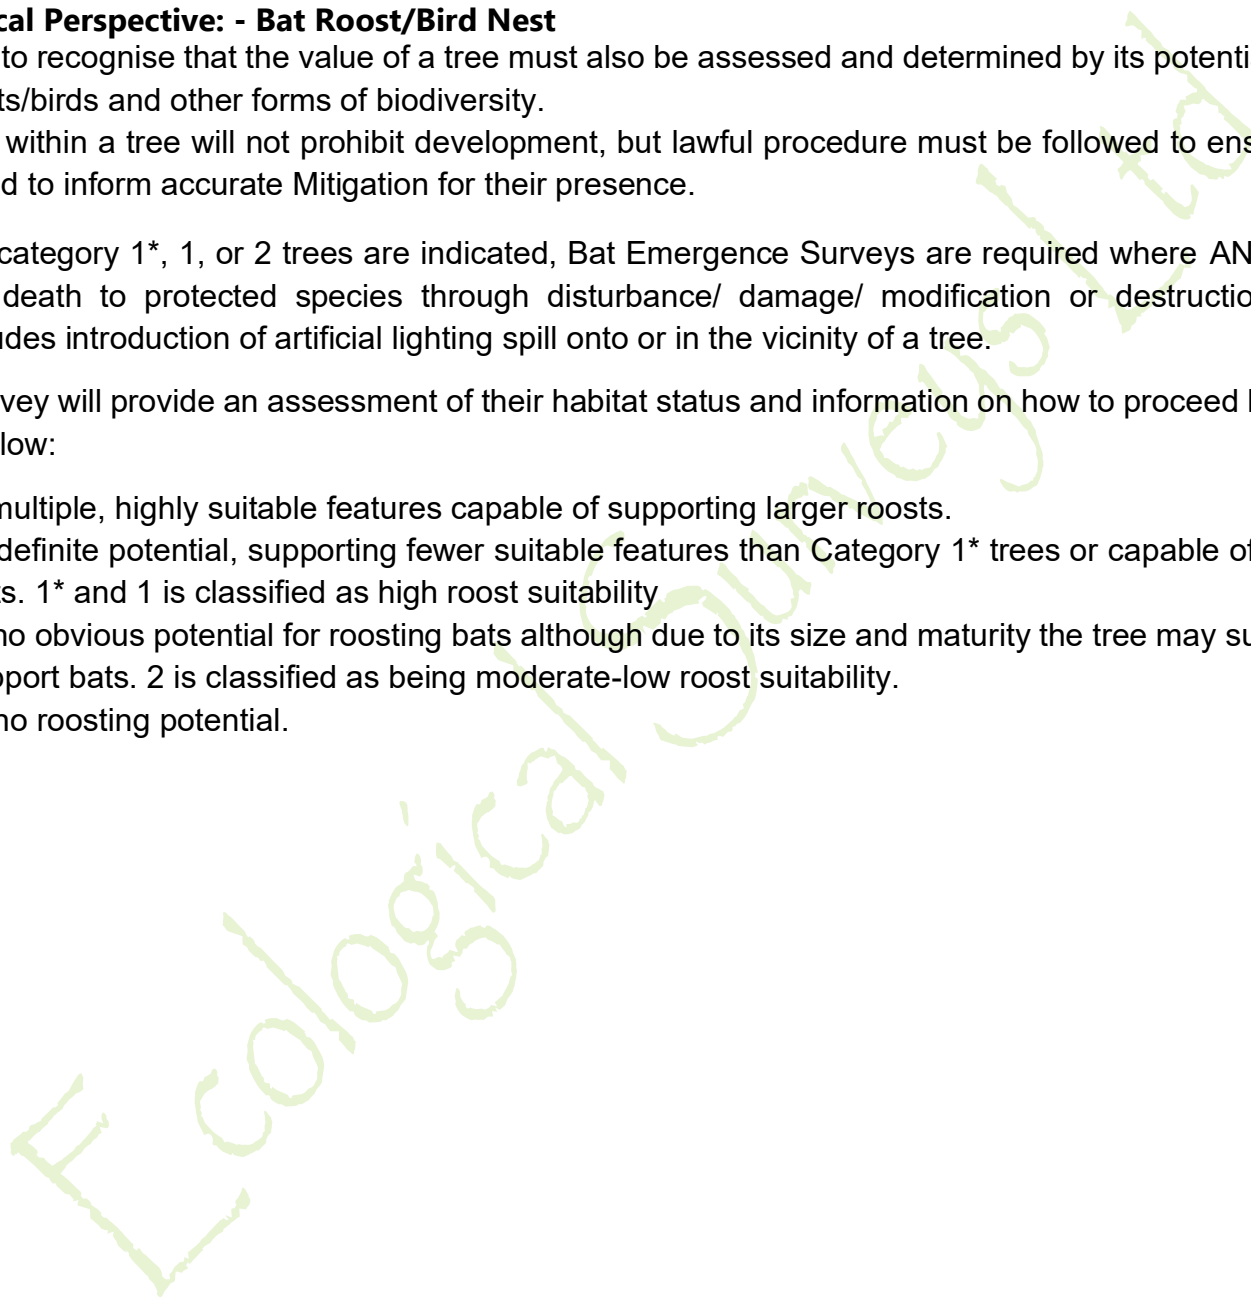 cal Perspective: - Bat Roost/Bird Nest
to recognise that the value of a tree must also be assessed and determined by its potenti
ts/birds and other forms of biodiversity.
within a tree will not prohibit development, but lawful procedure must be followed to ens
d to inform accurate Mitigation for their presence.
category 1*, 1, or 2 trees are indicated, Bat Emergence Surveys are required where AN
death to protected species through disturbance/ damage/ modification or destructio
udes introduction of artificial lighting spill onto or in the vicinity of a tree.
vey will provide an assessment of their habitat status and information on how to proceed
low:
multiple, highly suitable features capable of supporting larger roosts.
definite potential, supporting fewer suitable features than Category 1* trees or capable of
ts. 1* and 1 is classified as high roost suitability
no obvious potential for roosting bats although due to its size and maturity the tree may su
pport bats. 2 is classified as being moderate-low roost suitability.
no roosting potential.
Ecological Surveys Ltd